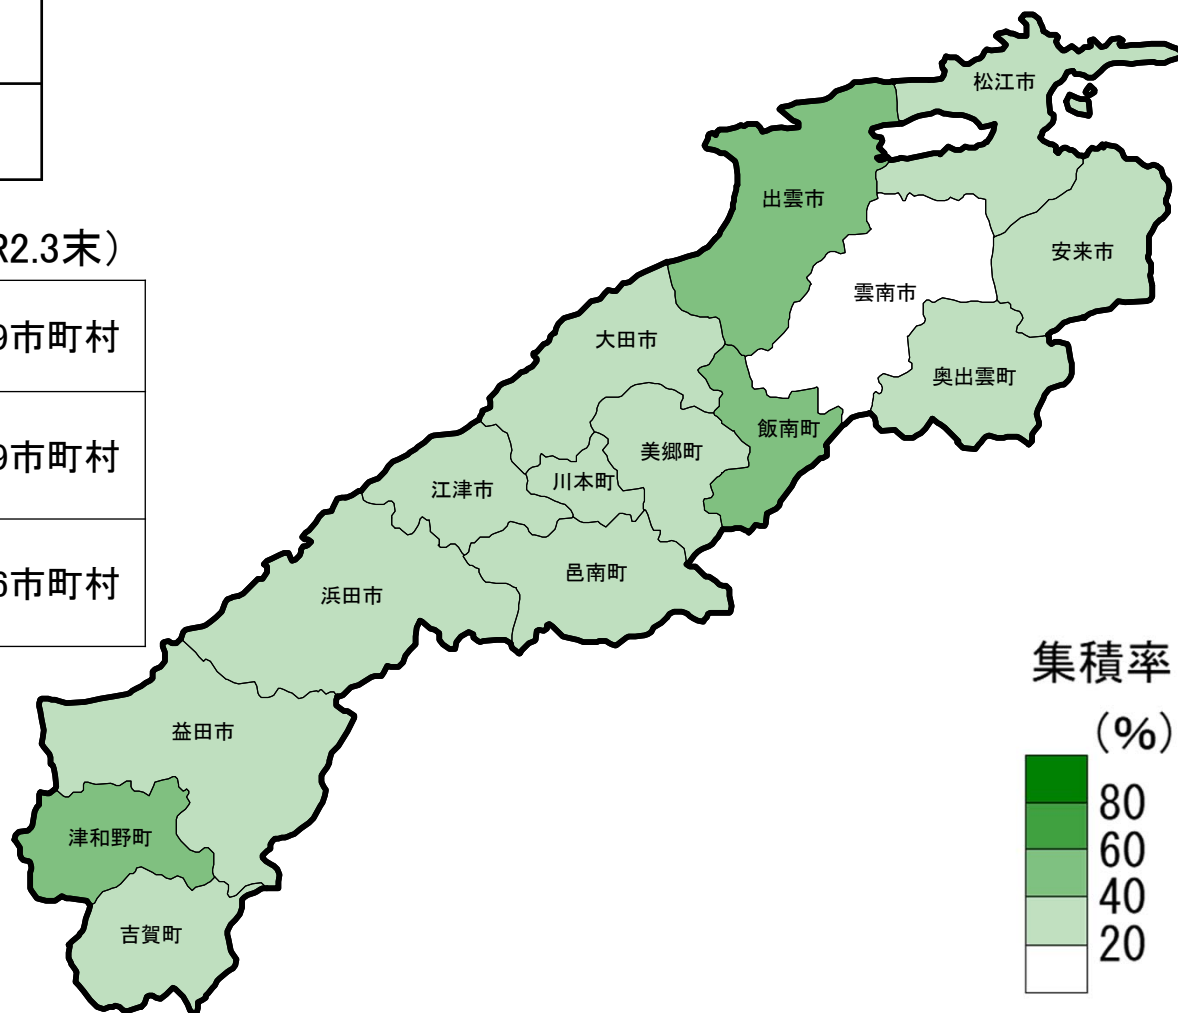 R2.3末）
9市町村
9市町村
6市町村
松江市
出雲市
安来市
雲南市
大田市
奥出雲町
飯南町
美郷町
川本町
江津市
邑南町
浜田市
益田市
津和野町
吉賀町
集積率
（%）
80
60
40
20